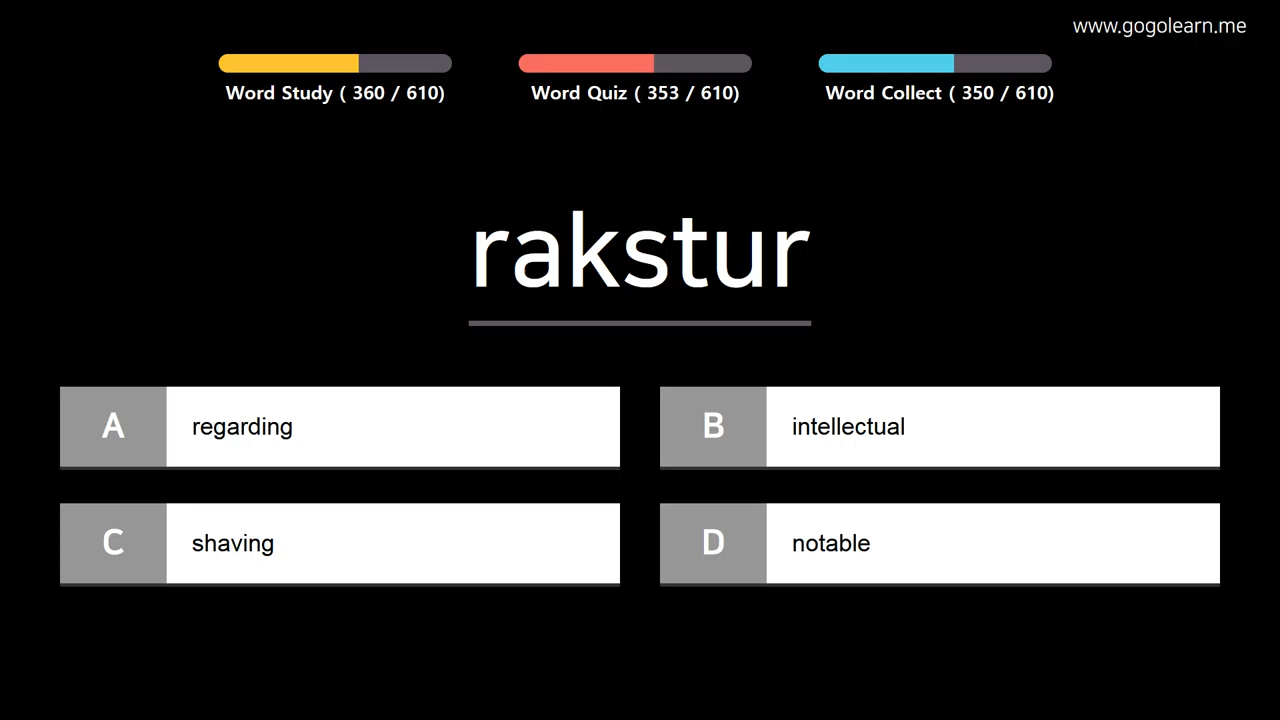 www.gogolearn.me
Word Study ( 360 / 610)
Word Quiz ( 353 / 610)
Word Collect ( 350 / 610)
rakstur
A regarding
B intellectual
C shaving
D notable